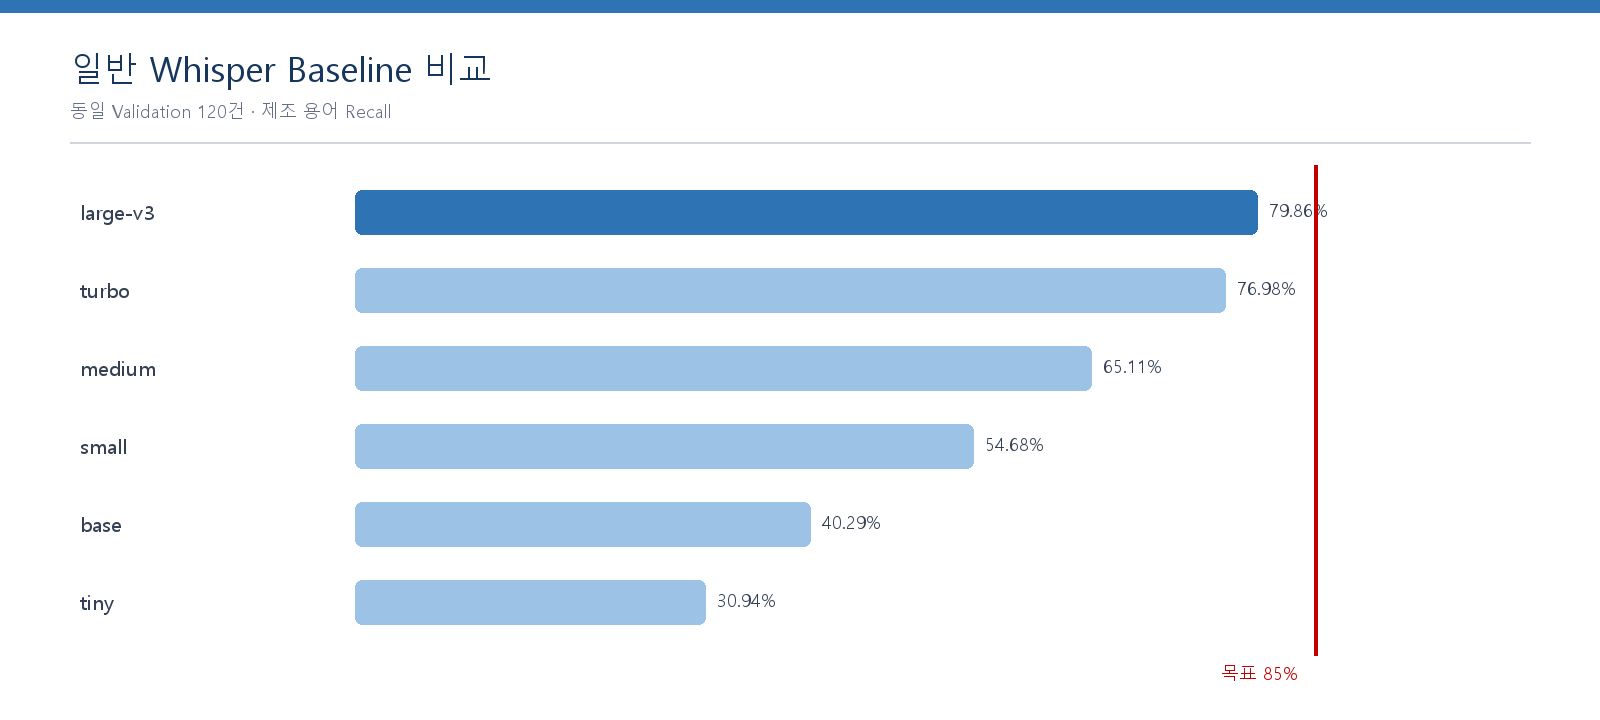 일반 Whisper Baseline 비교
동일 Validation 120건 · 제조 용어 Recall
large-v3 79.86%
turbo 76.98%
medium 65.11%
small 54.68%
base 40.29%
tiny 30.94%
목표 85%